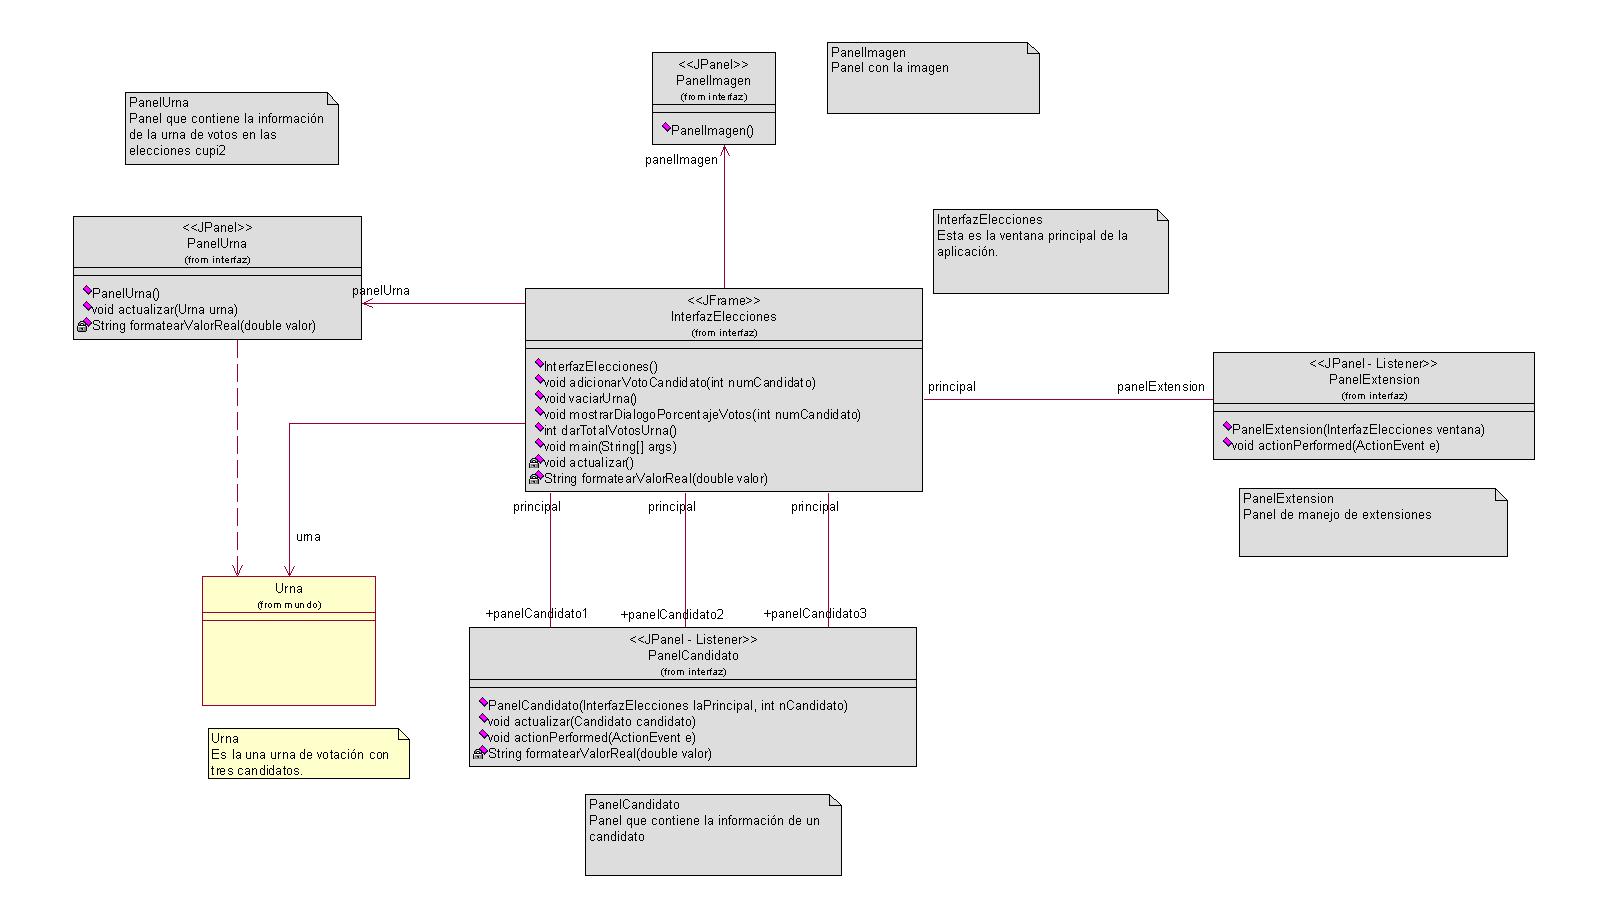 <<JPanel>>
PanelImagen
(from interfaz)
PanelImagen()
PanelImagen
Panel con la imagen
PanelUrna
Panel que contiene la información
de la urna de votos en las
elecciones cupi2
panelImagen
<<JPanel>>
PanelUrna
(from interfaz)
PanelUrna()
void actualizar(Urna urna)
String formatearValorReal(double valor)
InterfazElecciones
Esta es la ventana principal de la
aplicación.
panelUrna
<<JFrame>>
InterfazElecciones
(from interfaz)
InterfazElecciones()
void adicionarVotoCandidato(int numCandidato)
void vaciarUrna()
void mostrarDialogoPorcentajeVotos(int numCandidato)
int darTotalVotosUrna()
void main(String[] args)
void actualizar()
String formatearValorReal(double valor)
principal
panelExtension
<<JPanel - Listener>>
PanelExtension
(from interfaz)
PanelExtension(InterfazElecciones ventana)
void actionPerformed(ActionEvent e)
PanelExtension
Panel de manejo de extensiones
principal
principal
principal
urna
Urna
(from mundo)
+panelCandidato1
+panelCandidato2
+panelCandidato3
<<JPanel - Listener>>
PanelCandidato
(from interfaz)
PanelCandidato(InterfazElecciones laPrincipal, int nCandidato)
void actualizar(Candidato candidato)
void actionPerformed(ActionEvent e)
String formatearValorReal(double valor)
Urna
Es la una urna de votación con
tres candidatos.
PanelCandidato
Panel que contiene la información de un
candidato